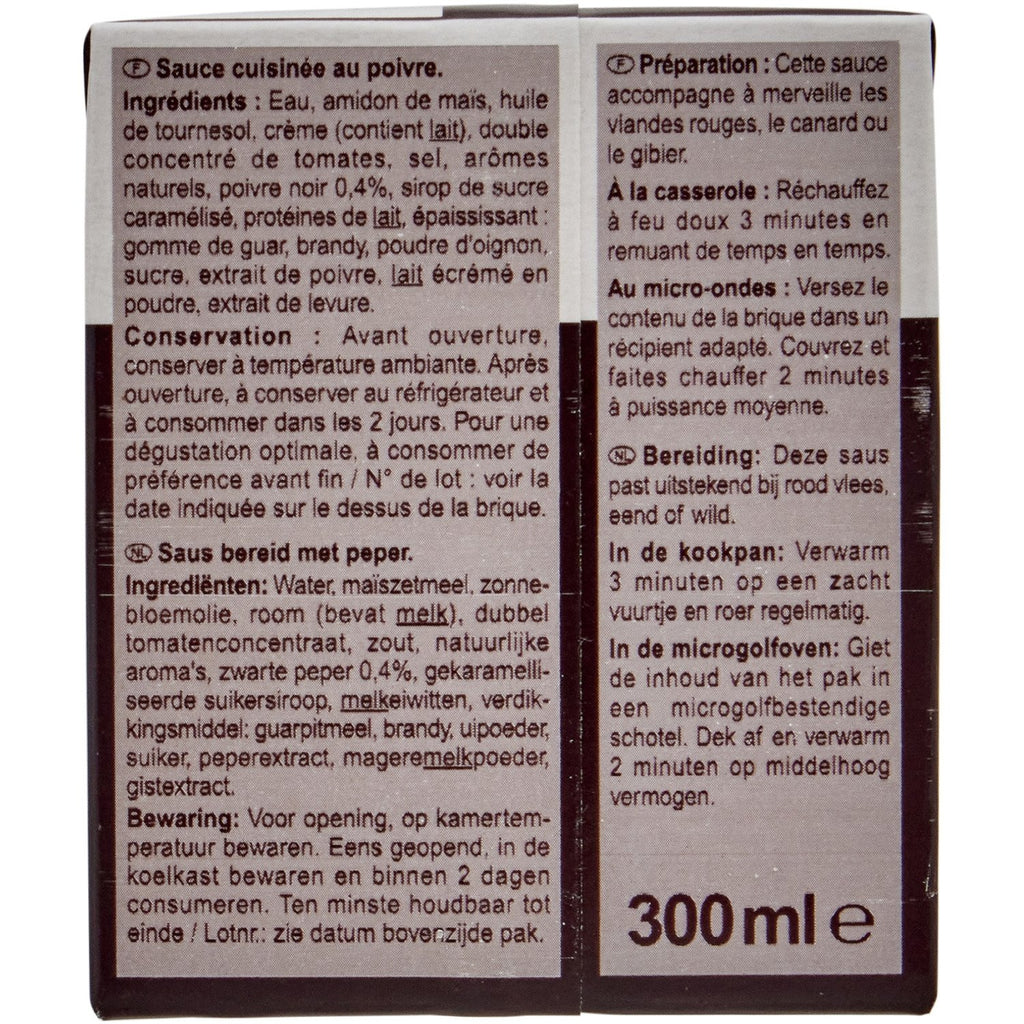 F Sauce cuisinée au poivre.
Ingrédients : Eau, amidon de maïs, huile
de tournesol, crème (contient lait), double
concentré de tomates, sel, arômes
naturels, poivre noir 0,4%, sirop de sucre
caramélisé, protéines de lait, épaississant :
gomme de guar, brandy, poudre d'oignon,
sucre, extrait de poivre, lait écrémé en
poudre, extrait de levure.
Conservation : Avant ouverture,
conserver à température ambiante. Après
ouverture, à conserver au réfrigérateur et
à consommer dans les 2 jours. Pour une
dégustation optimale, à consommer de
préférence avant fin / N° de lot : voir la
date indiquée sur le dessus de la brique.
NL Saus bereid met peper.
Ingrediënten: Water, maïszetmeel, zonne-
bloemolie, room (bevat melk), dubbel
tomatenconcentraat, zout, natuurlijke
aroma's, zwarte peper 0,4%, gekaramelli-
seerde suikersiroop, melkeiwitten, verdik-
kingsmiddel: guarpitmeel, brandy, uipoeder,
suiker, peperextract, mageremelkpoeder,
gistextract.
Bewaring: Voor opening, op kamertem-
peratuur bewaren. Eens geopend, in de
koelkast bewaren en binnen 2 dagen
consumeren. Ten minste houdbaar tot
einde / Lotnr.: zie datum bovenzijde pak.
F Préparation : Cette sauce
accompagne à merveille les
viandes rouges, le canard ou
le gibier.
À la casserole : Réchauffez
à feu doux 3 minutes en
remuant de temps en temps.
Au micro-ondes : Versez le
contenu de la brique dans un
récipient adapté. Couvrez et
faites chauffer 2 minutes
à puissance moyenne.
NL Bereiding: Deze saus
past uitstekend bij rood vlees,
eend of wild.
In de kookpan: Verwarm
3 minuten op een zacht
vuurtje en roer regelmatig.
In de microgolfoven: Giet
de inhoud van het pak in
een microgolfbestendige
schotel. Dek af en verwarm
2 minuten op middelhoog
vermogen.
300 ml e